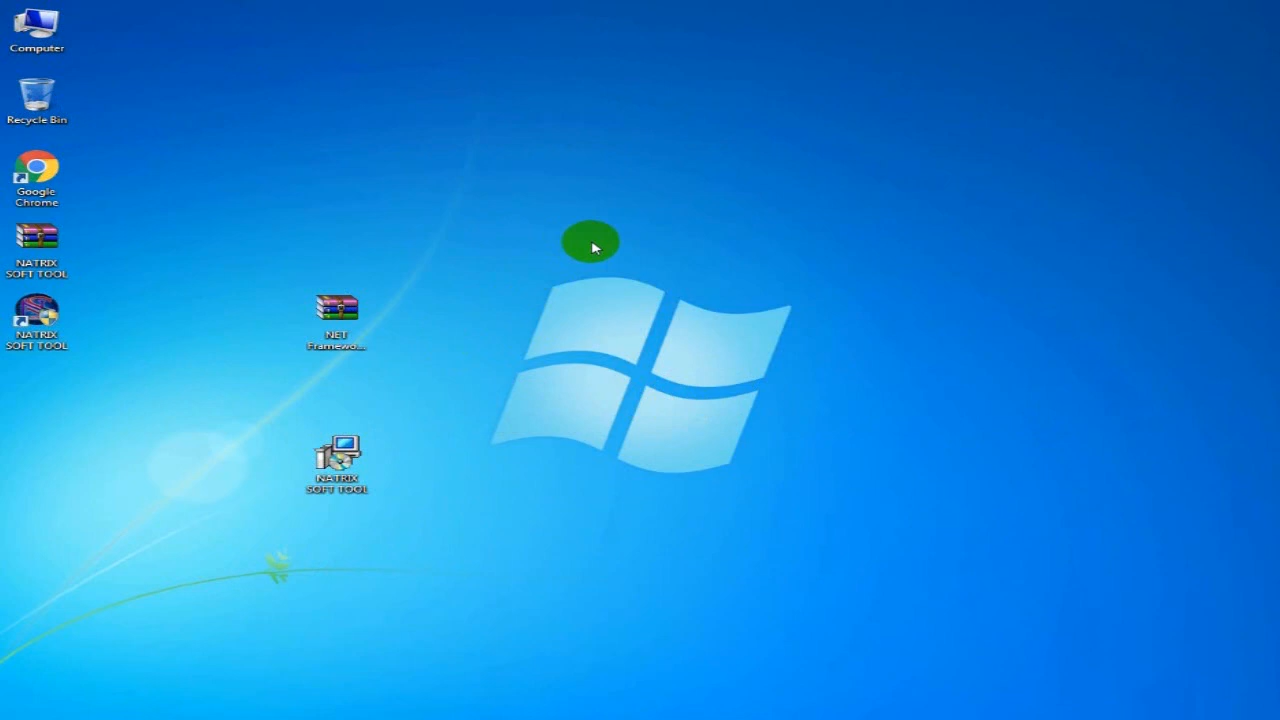 Computer
Recycle Bin
Google
Chrome
NATRIX
SOFT TOOL
NATRIX
SOFT TOOL
NET
Framewo...
NATRIX
SOFT TOOL